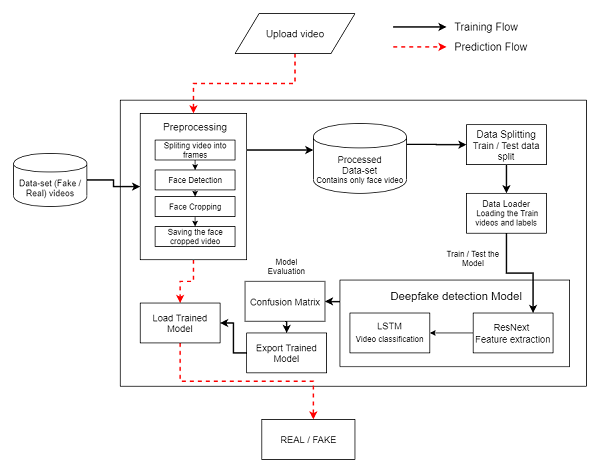 Upload video
Training Flow
Prediction Flow
Preprocessing
Spliting video into
frames
Face Detection
Face Cropping
Saving the face
cropped video
Data-set (Fake /
Real) videos
Processed
Data-set
Contains only face video
Data Splitting
Train / Test data
split
Data Loader
Loading the Train
videos and labels
Train / Test the
Model
Model
Evaluation
Confusion Matrix
Export Trained
Model
Load Trained
Model
Deepfake detection Model
LSTM
Video classification
ResNext
Feature extraction
REAL / FAKE